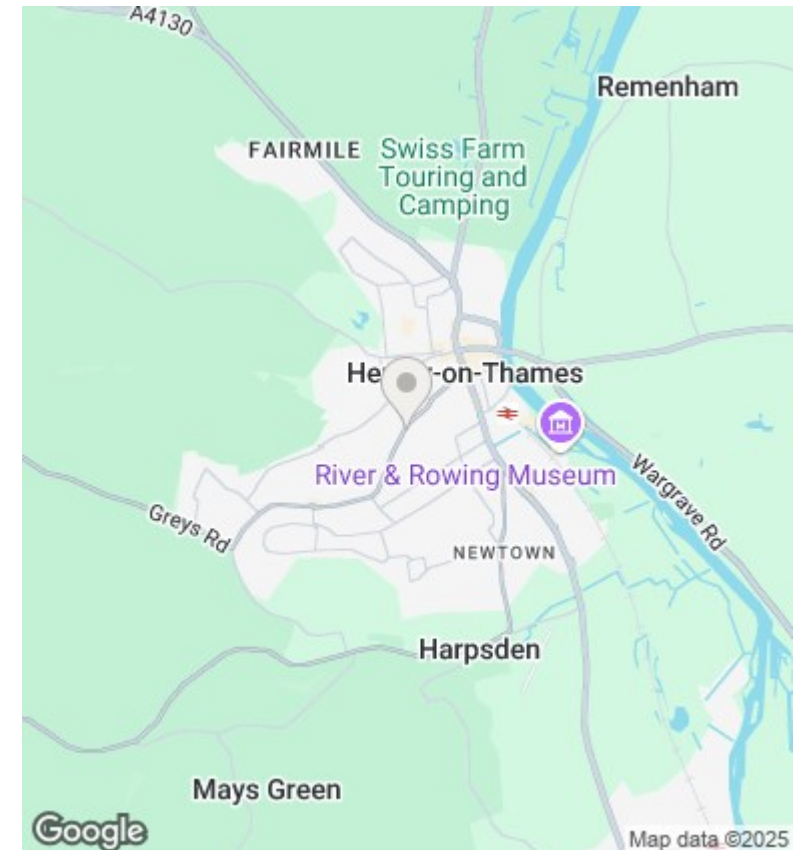 A4130
Remenham
FAIRMILE
Swiss Farm
Touring and
Camping
-on-Thames
River & Rowing Museum
Wargrave Rd
Greys Rd
NEWTOWN
Harpsden
Mays Green
Google
Map data ©2025